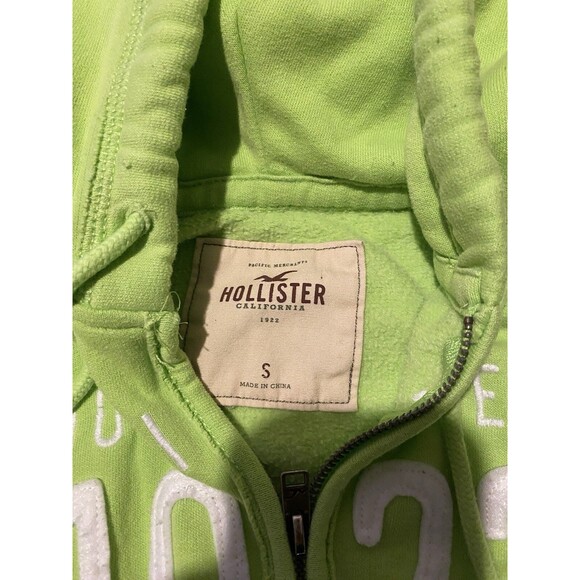 PACIFIC MERCHANTS
HOLLISTER
CALIFORNIA
1922
S
MADE IN CHINA